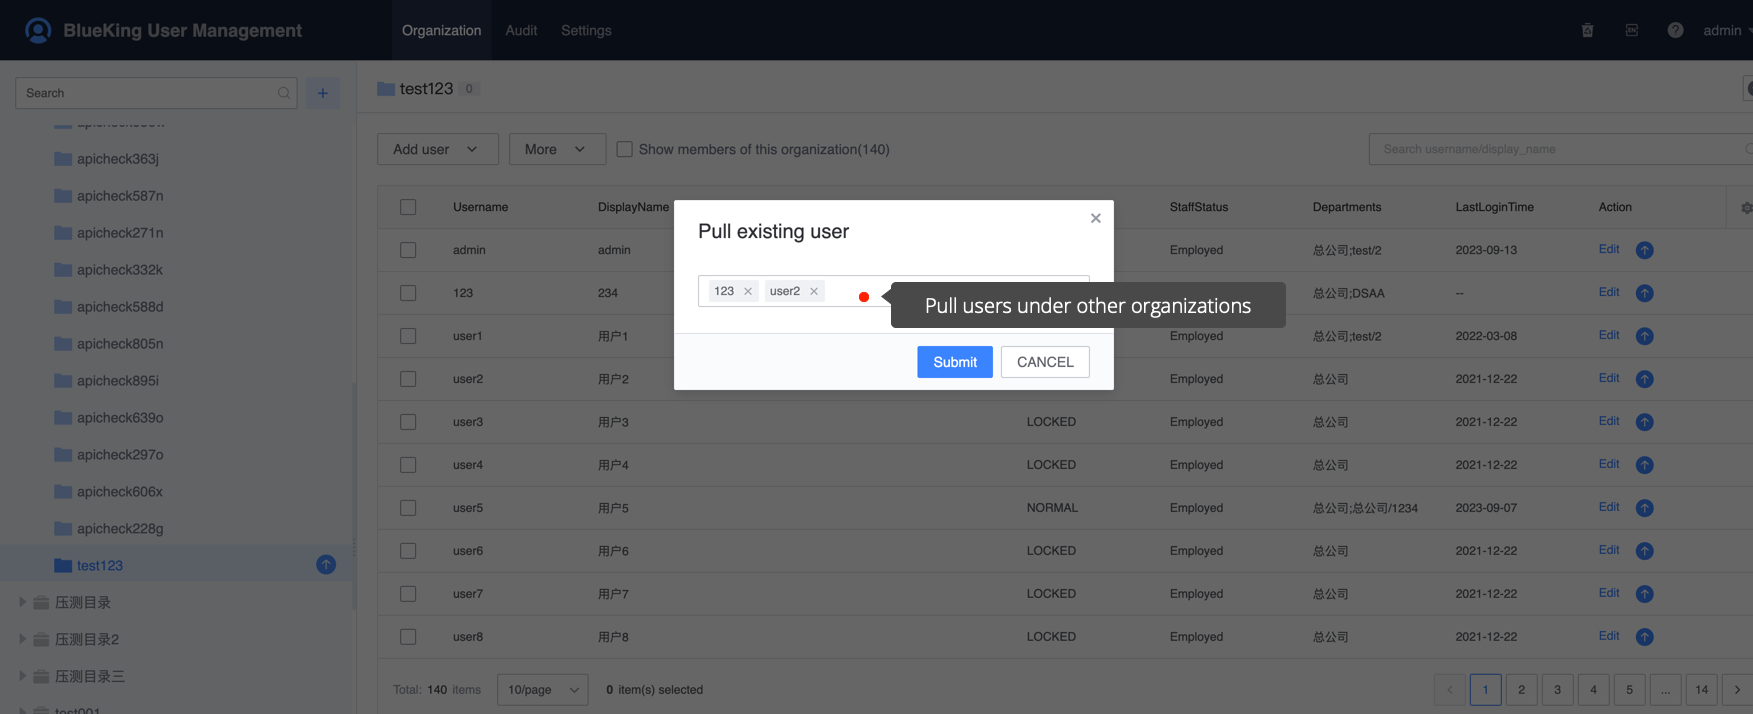 BlueKing User Management
Organization Audit Settings
admin
Search
+
test123 0
apicheck363j
apicheck587n
apicheck271n
apicheck332k
apicheck588d
apicheck805n
apicheck895i
apicheck639o
apicheck297o
apicheck606x
apicheck228g
test123
压测目录
压测目录2
压测目录三
test001
Add user More Show members of this organization(140)
Search username/display_name
Username DisplayName StaffStatus Departments LastLoginTime Action
admin admin Employed 总公司;test/2 2023-09-13 Edit
123 234 总公司;DSAA -- Edit
user1 用户1 Employed 总公司;test/2 2022-03-08 Edit
user2 用户2 Employed 总公司 2021-12-22 Edit
user3 用户3 LOCKED Employed 总公司 2021-12-22 Edit
user4 用户4 LOCKED Employed 总公司 2021-12-22 Edit
user5 用户5 NORMAL Employed 总公司;总公司/1234 2023-09-07 Edit
user6 用户6 LOCKED Employed 总公司 2021-12-22 Edit
user7 用户7 LOCKED Employed 总公司 2021-12-22 Edit
user8 用户8 LOCKED Employed 总公司 2021-12-22 Edit
Total: 140 items 10/page 0 item(s) selected
1 2 3 4 5 ... 14
Pull existing user
123 user2
Pull users under other organizations
Submit CANCEL